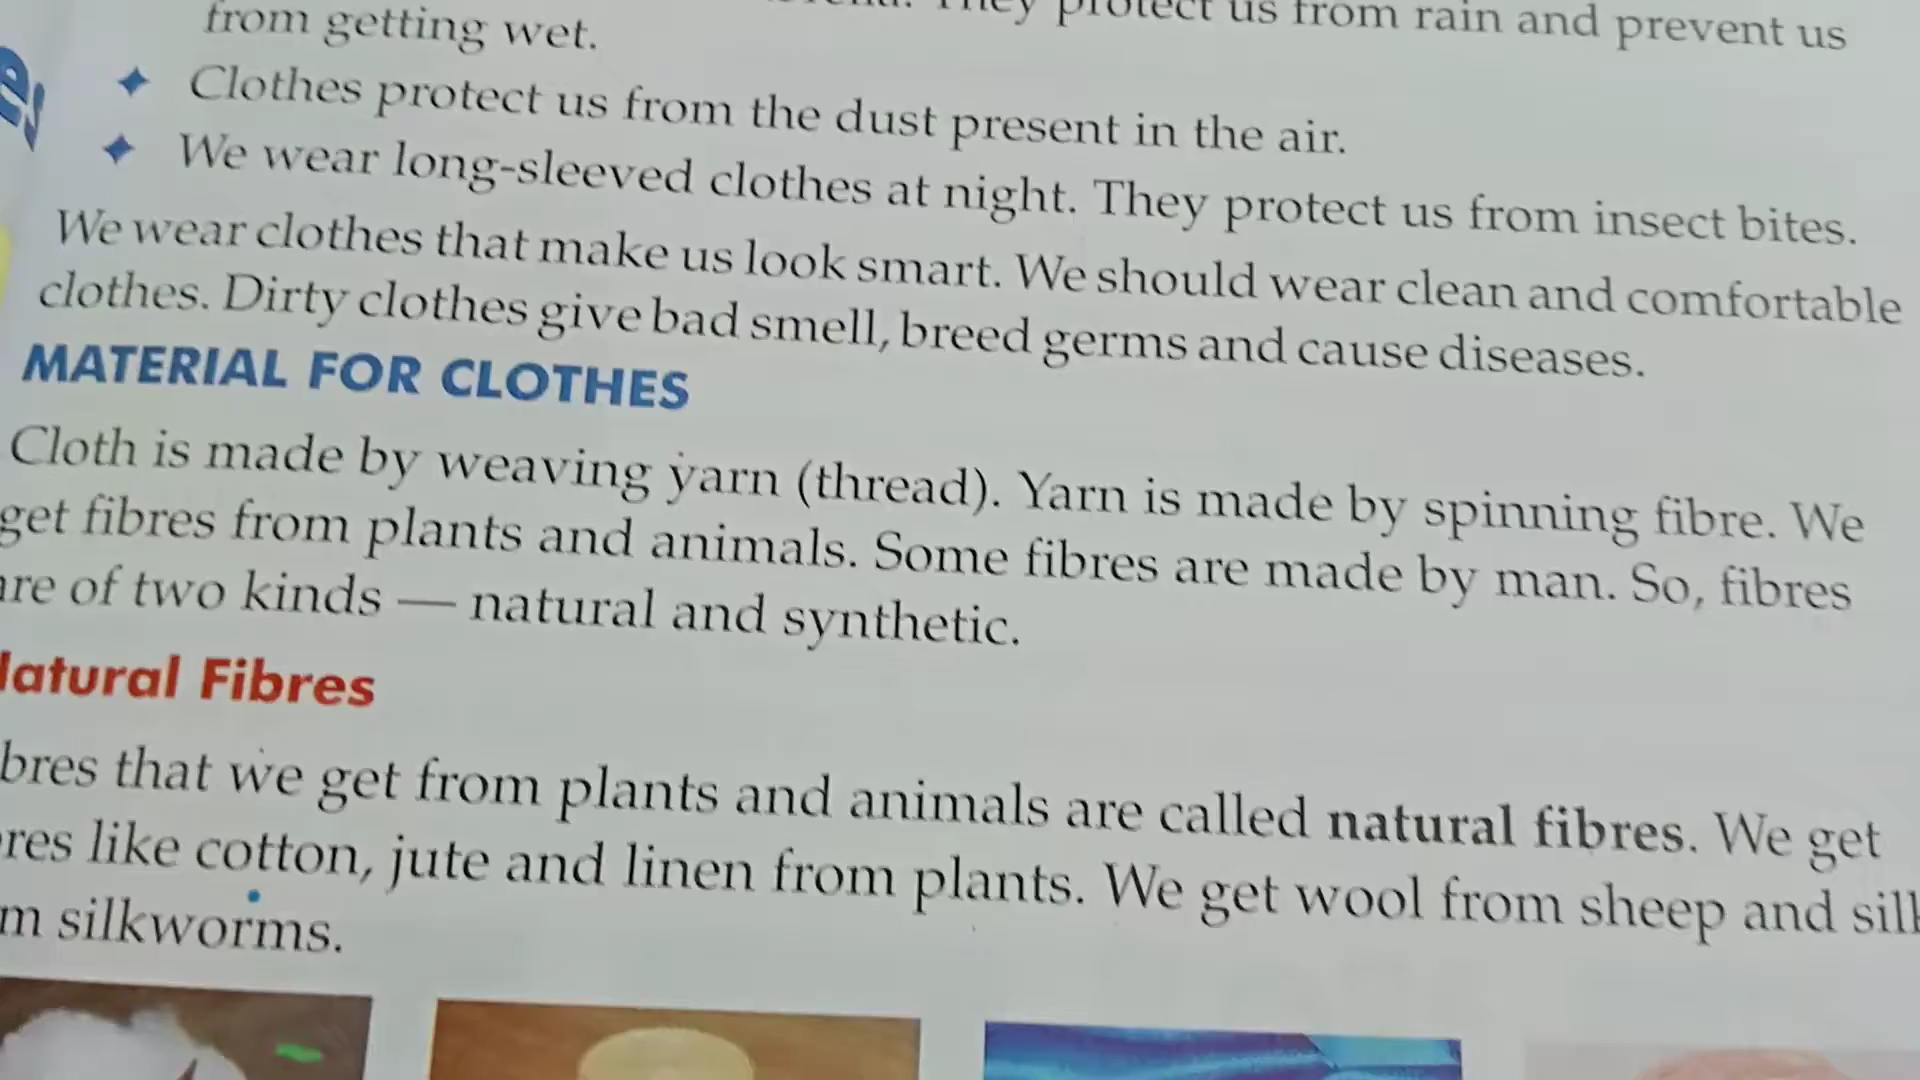 They protect us from rain and prevent us
from getting wet.
✦ Clothes protect us from the dust present in the air.
✦ We wear long-sleeved clothes at night. They protect us from insect bites.
We wear clothes that make us look smart. We should wear clean and comfortable
clothes. Dirty clothes give bad smell, breed germs and cause diseases.
MATERIAL FOR CLOTHES
Cloth is made by weaving yarn (thread). Yarn is made by spinning fibre. We
get fibres from plants and animals. Some fibres are made by man. So, fibres
are of two kinds — natural and synthetic.
Natural Fibres
bres that we get from plants and animals are called natural fibres. We get
res like cotton, jute and linen from plants. We get wool from sheep and silk
m silkworms.